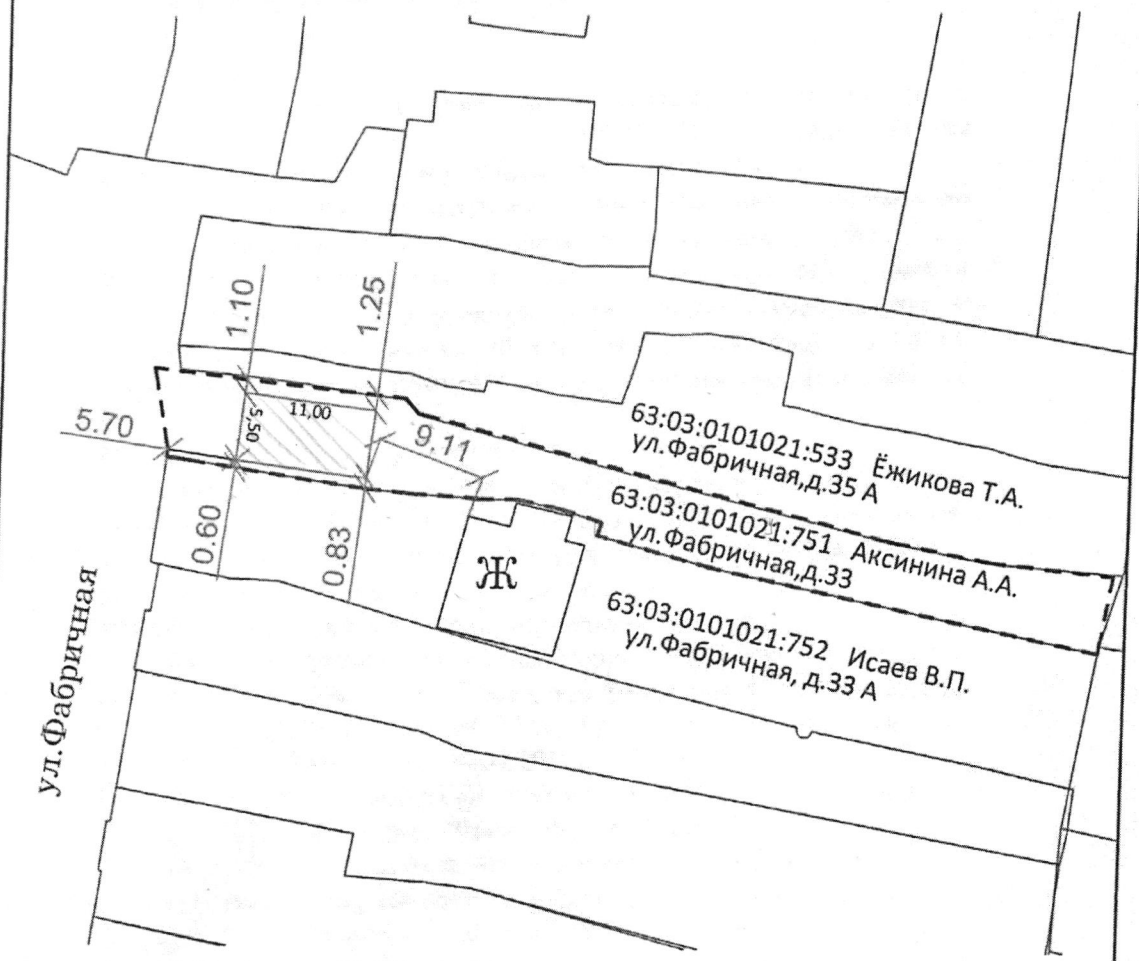 1.10
1.25
5.70
11,00
5,50
9.11
0.60
0.83
63:03:0101021:533 Ёжикова Т.А.
ул.Фабричная,д.35 А
63:03:0101021:751 Аксинина А.А.
ул.Фабричная,д.33
Ж
63:03:0101021:752 Исаев В.П.
ул.Фабричная, д.33 А
ул.Фабричная